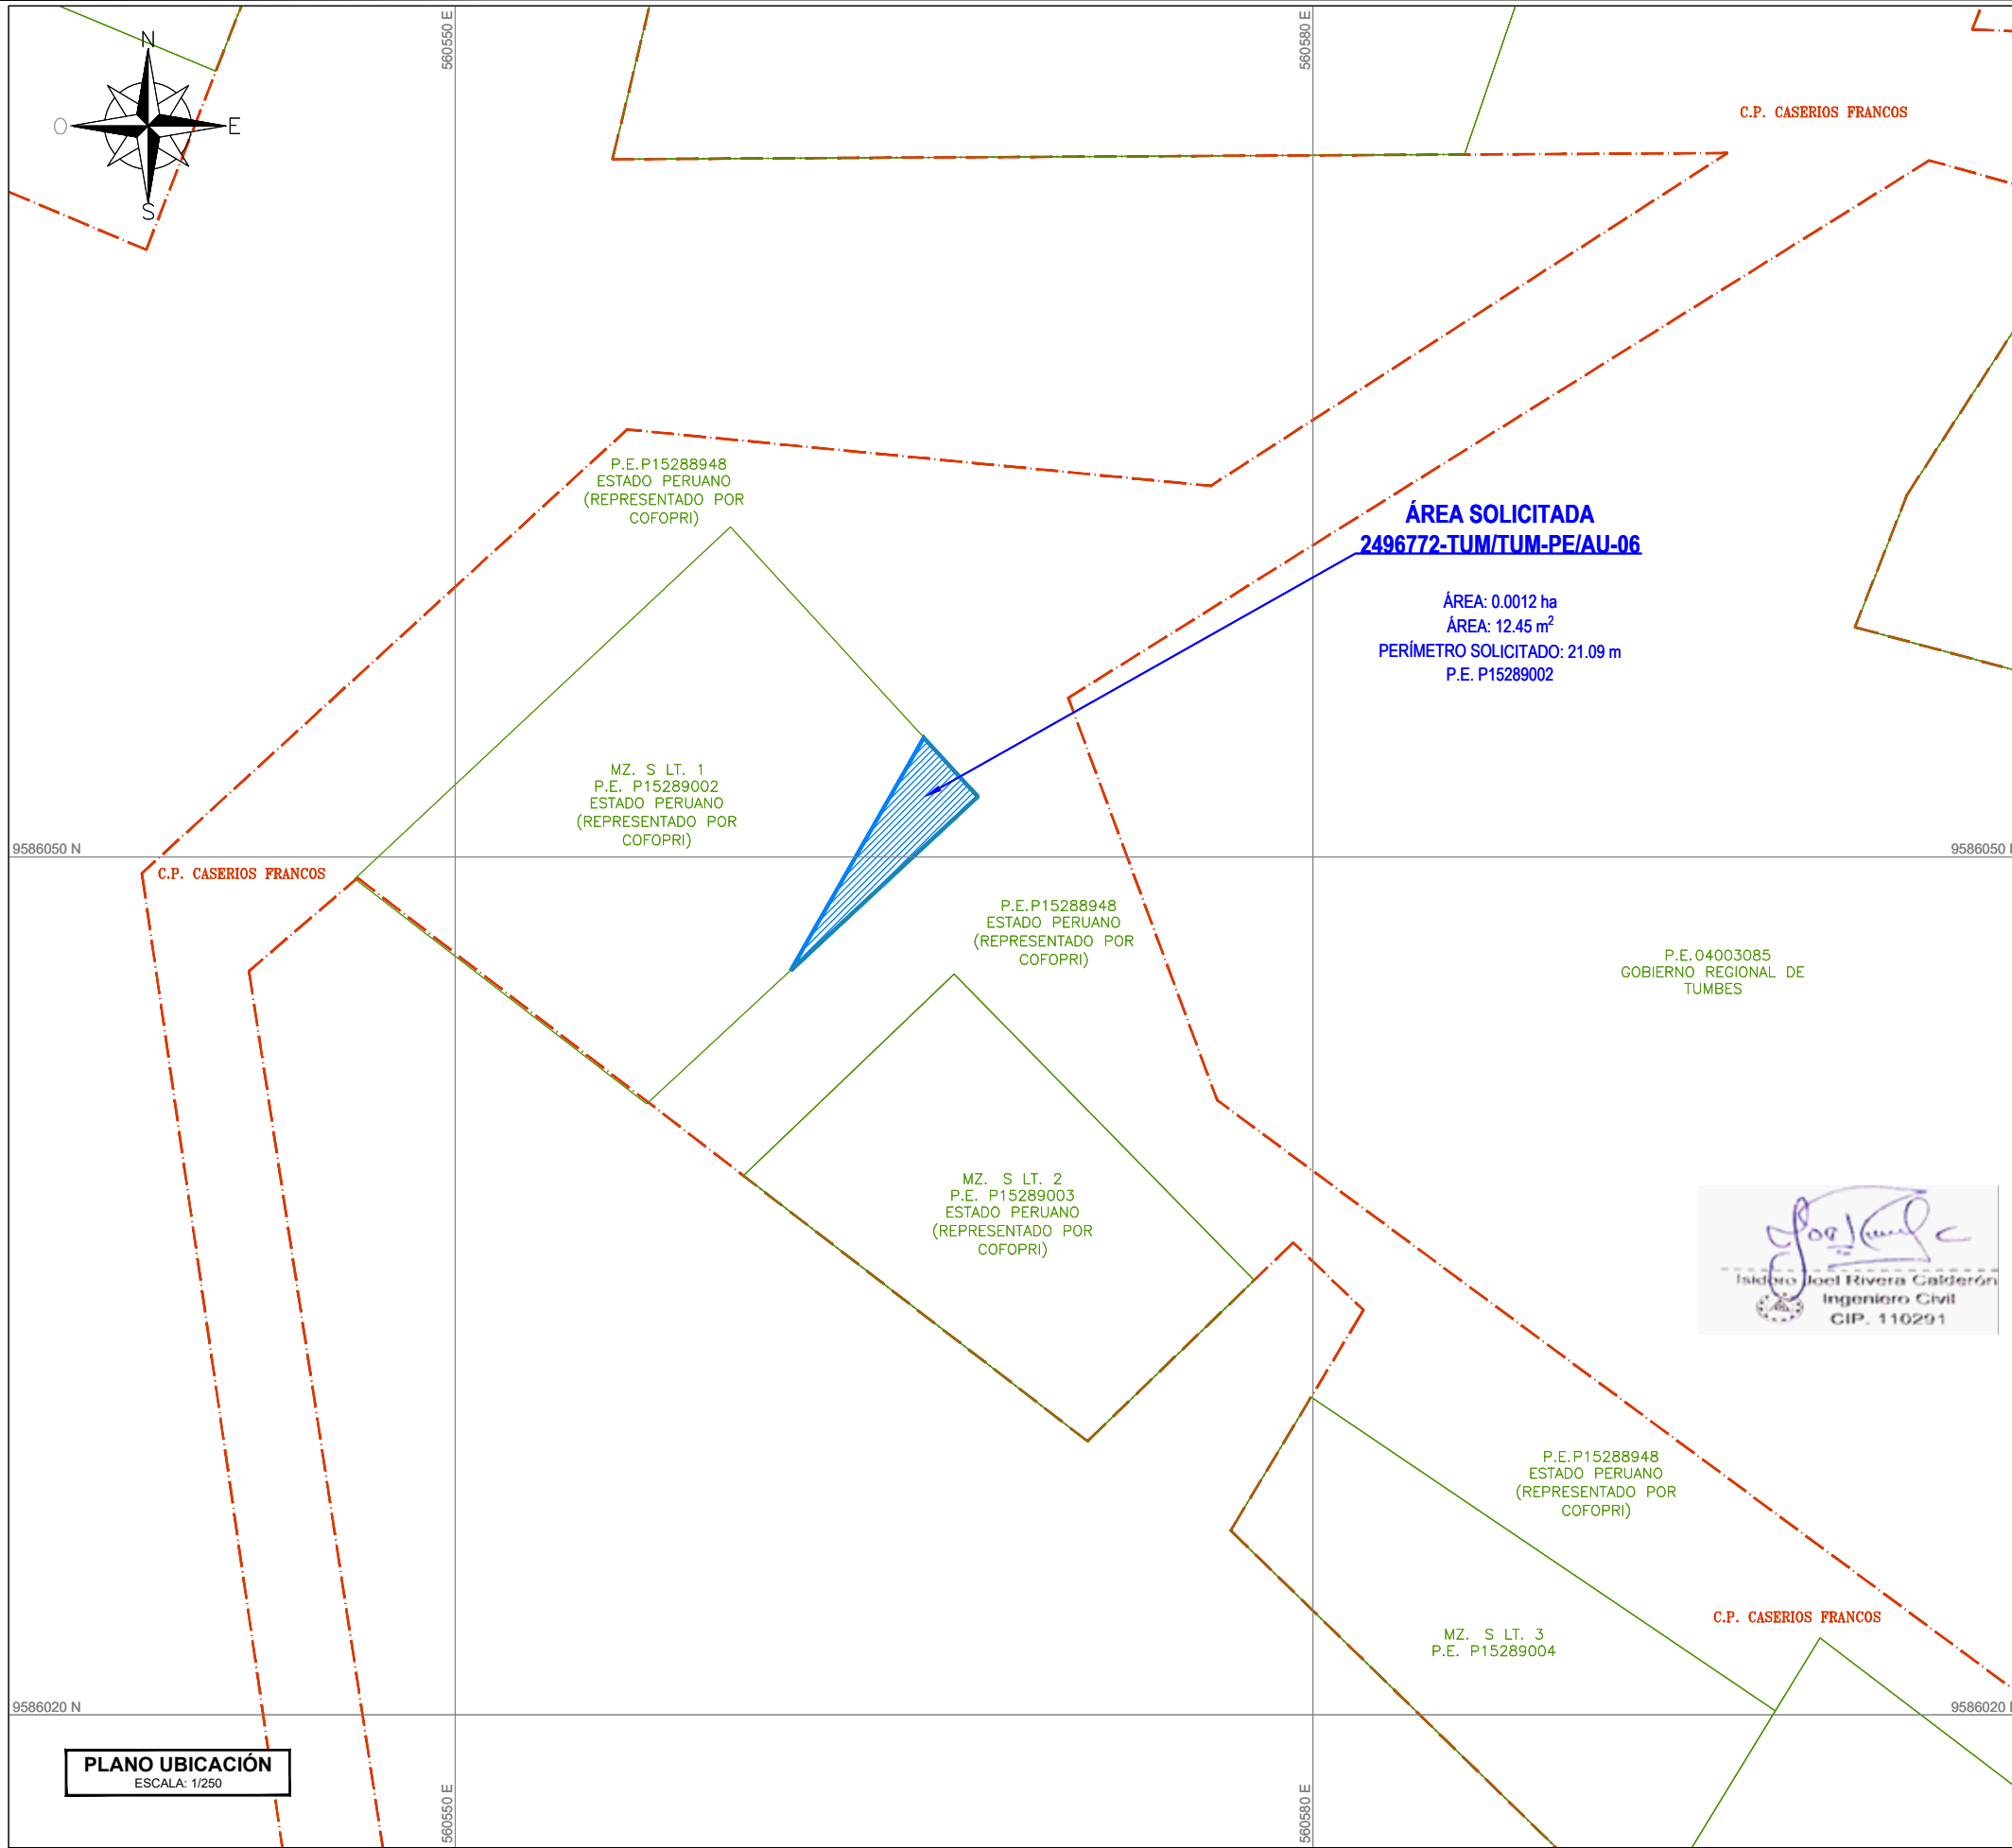 560550 E
560580 E
N
O
E
S
C.P. CASERIOS FRANCOS
P.E.P15288948
ESTADO PERUANO
(REPRESENTADO POR
COFOPRI)
ÁREA SOLICITADA
2496772-TUM/TUM-PE/AU-06
ÁREA: 0.0012 ha
ÁREA: 12.45 m²
PERÍMETRO SOLICITADO: 21.09 m
P.E. P15289002
MZ. S LT. 1
P.E. P15289002
ESTADO PERUANO
(REPRESENTADO POR
COFOPRI)
9586050 N
9586050
C.P. CASERIOS FRANCOS
P.E.P15288948
ESTADO PERUANO
(REPRESENTADO POR
COFOPRI)
P.E.04003085
GOBIERNO REGIONAL DE
TUMBES
MZ. S LT. 2
P.E. P15289003
ESTADO PERUANO
(REPRESENTADO POR
COFOPRI)
Isidoro Joel Rivera Calderón
Ingeniero Civil
CIP. 110291
P.E.P15288948
ESTADO PERUANO
(REPRESENTADO POR
COFOPRI)
C.P. CASERIOS FRANCOS
MZ. S LT. 3
P.E. P15289004
9586020 N
9586020
PLANO UBICACIÓN
ESCALA: 1/250
560550 E
560580 E